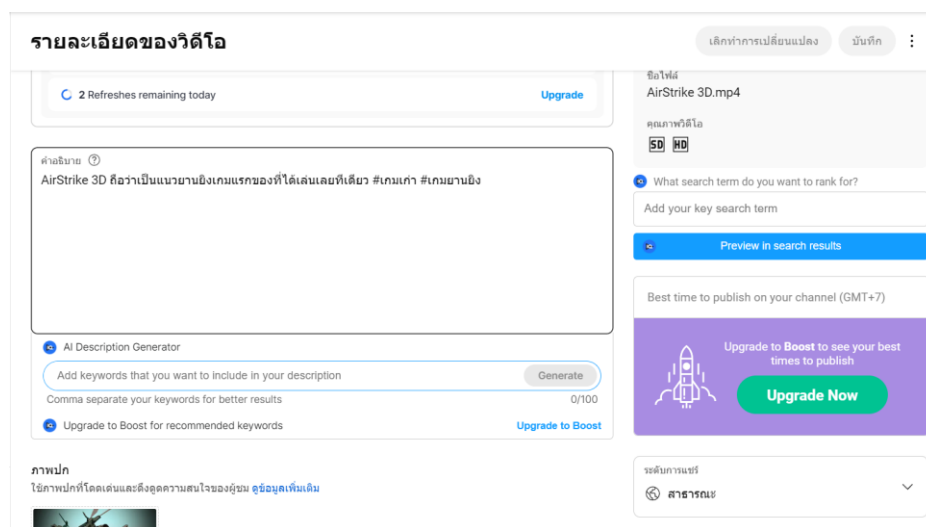 รายละเอียดของวิดีโอ
เลิกทำการเปลี่ยนแปลง
บันทึก
2 Refreshes remaining today
Upgrade
คำอธิบาย
AirStrike 3D ถือว่าเป็นแนวยานยิงเกมแรกของที่ได้เล่นเลยทีเดียว #เกมเก่า #เกมยานยิง
AI Description Generator
Add keywords that you want to include in your description
Generate
Comma separate your keywords for better results
0/100
Upgrade to Boost for recommended keywords
Upgrade to Boost
ภาพปก
ใช้ภาพปกที่โดดเด่นและดึงดูดความสนใจของผู้ชม ดูข้อมูลเพิ่มเติม
ชื่อไฟล์
AirStrike 3D.mp4
คุณภาพวิดีโอ
SD HD
What search term do you want to rank for?
Add your key search term
Preview in search results
Best time to publish on your channel (GMT+7)
Upgrade to Boost to see your best
times to publish
Upgrade Now
ระดับการแชร์
สาธารณะ